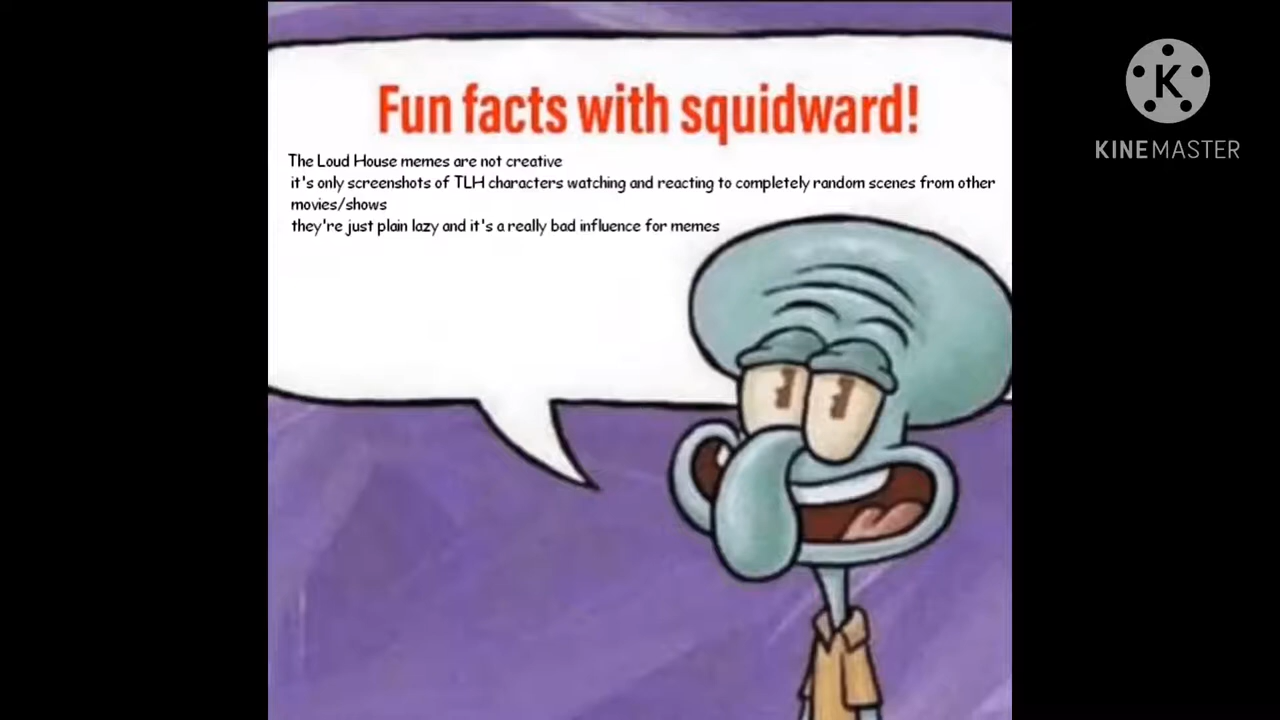 Fun facts with squidward!
The Loud House memes are not creative
it's only screenshots of TLH characters watching and reacting to completely random scenes from other
movies/shows
they're just plain lazy and it's a really bad influence for memes
K
KINEMASTER